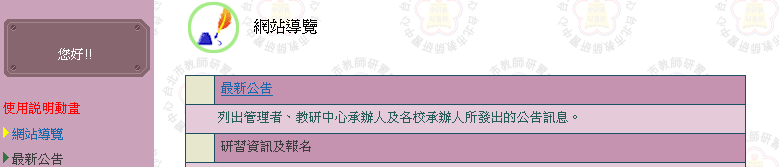 您好!!
使用說明動畫
網站導覽
最新公告
網站導覽
最新公告
列出管理者、教研中心承辦人及各校承辦人所發出的公告訊息。
研習資訊及報名